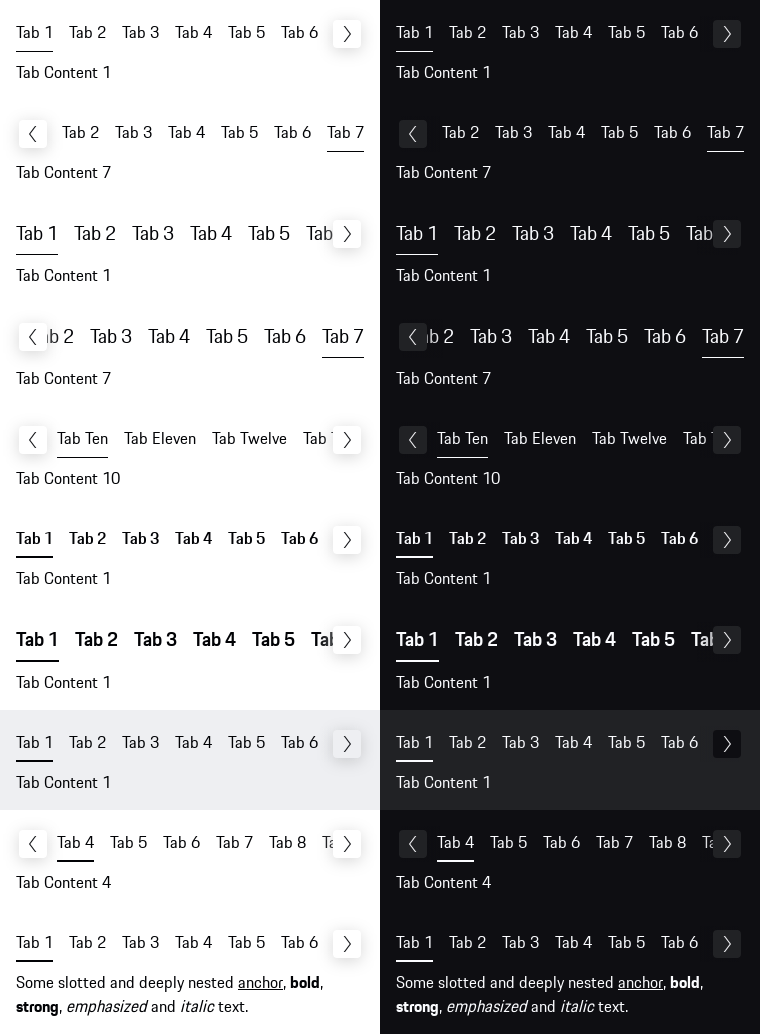 Tab 1 Tab 2 Tab 3 Tab 4 Tab 5 Tab 6
Tab Content 1
Tab 2 Tab 3 Tab 4 Tab 5 Tab 6 Tab 7
Tab Content 7
Tab 1 Tab 2 Tab 3 Tab 4 Tab 5 Tab
Tab Content 1
b 2 Tab 3 Tab 4 Tab 5 Tab 6 Tab 7
Tab Content 7
Tab Ten Tab Eleven Tab Twelve Tab
Tab Content 10
Tab 1 Tab 2 Tab 3 Tab 4 Tab 5 Tab 6
Tab Content 1
Tab 1 Tab 2 Tab 3 Tab 4 Tab 5 Tab
Tab Content 1
Tab 1 Tab 2 Tab 3 Tab 4 Tab 5 Tab 6
Tab Content 1
Tab 4 Tab 5 Tab 6 Tab 7 Tab 8 Ta
Tab Content 4
Tab 1 Tab 2 Tab 3 Tab 4 Tab 5 Tab 6
Some slotted and deeply nested anchor, bold,
strong, emphasized and italic text.
Tab 1 Tab 2 Tab 3 Tab 4 Tab 5 Tab 6
Tab Content 1
Tab 2 Tab 3 Tab 4 Tab 5 Tab 6 Tab 7
Tab Content 7
Tab 1 Tab 2 Tab 3 Tab 4 Tab 5 Tab
Tab Content 1
ab 2 Tab 3 Tab 4 Tab 5 Tab 6 Tab 7
Tab Content 7
Tab Ten Tab Eleven Tab Twelve Tab
Tab Content 10
Tab 1 Tab 2 Tab 3 Tab 4 Tab 5 Tab 6
Tab Content 1
Tab 1 Tab 2 Tab 3 Tab 4 Tab 5 Tab
Tab Content 1
Tab 1 Tab 2 Tab 3 Tab 4 Tab 5 Tab 6
Tab Content 1
Tab 4 Tab 5 Tab 6 Tab 7 Tab 8 Ta
Tab Content 4
Tab 1 Tab 2 Tab 3 Tab 4 Tab 5 Tab 6
Some slotted and deeply nested anchor, bold,
strong, emphasized and italic text.